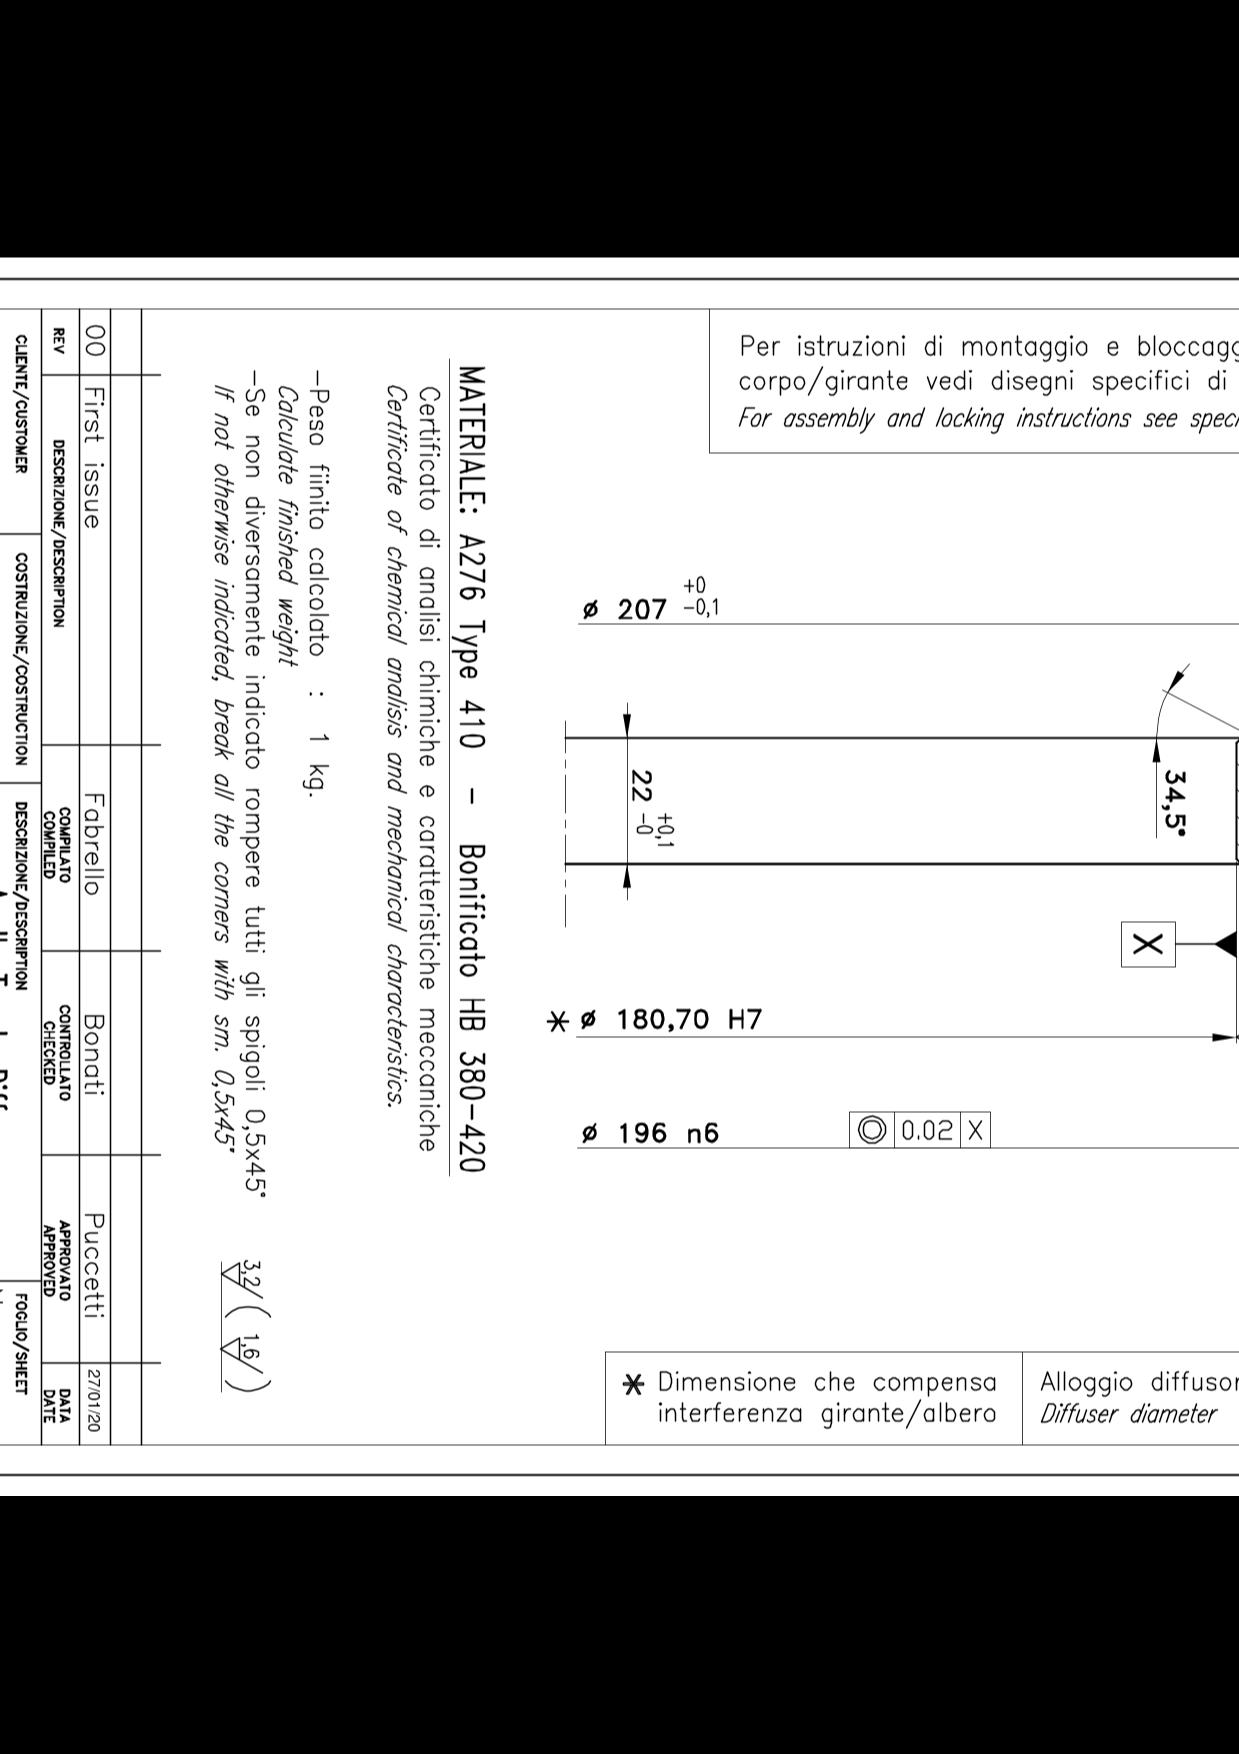 Per istruzioni di montaggio e bloccagg
corpo/girante vedi disegni specifici di
For assembly and locking instructions see speci
ø 207 +0 -0,1
34,5°
22 +0,1 -0
X
* ø 180,70 H7
ø 196 n6
◎ 0.02 X
* Dimensione che compensa
interferenza girante/albero
Alloggio diffusor
Diffuser diameter
MATERIALE: A276 Type 410 - Bonificato HB 380-420
Certificato di analisi chimiche e caratteristiche meccaniche
Certificate of chemical analisis and mechanical characteristics.
-Peso fiinito calcolato : 1 kg.
Calculate finished weight
-Se non diversamente indicato rompere tutti gli spigoli 0,5x45°
If not otherwise indicated, break all the corners with sm. 0,5x45°
3,2/ ( 1,6/ )
00 First issue Fabrello Bonati Puccetti 27/01/20
REV DESCRIZIONE/DESCRIPTION COMPILATO CONTROLLATO APPROVATO DATA
COMPILED CHECKED APPROVED DATE
CLIENTE/CUSTOMER COSTRUZIONE/COSTRUCTION DESCRIZIONE/DESCRIPTION FOGLIO/SHEET